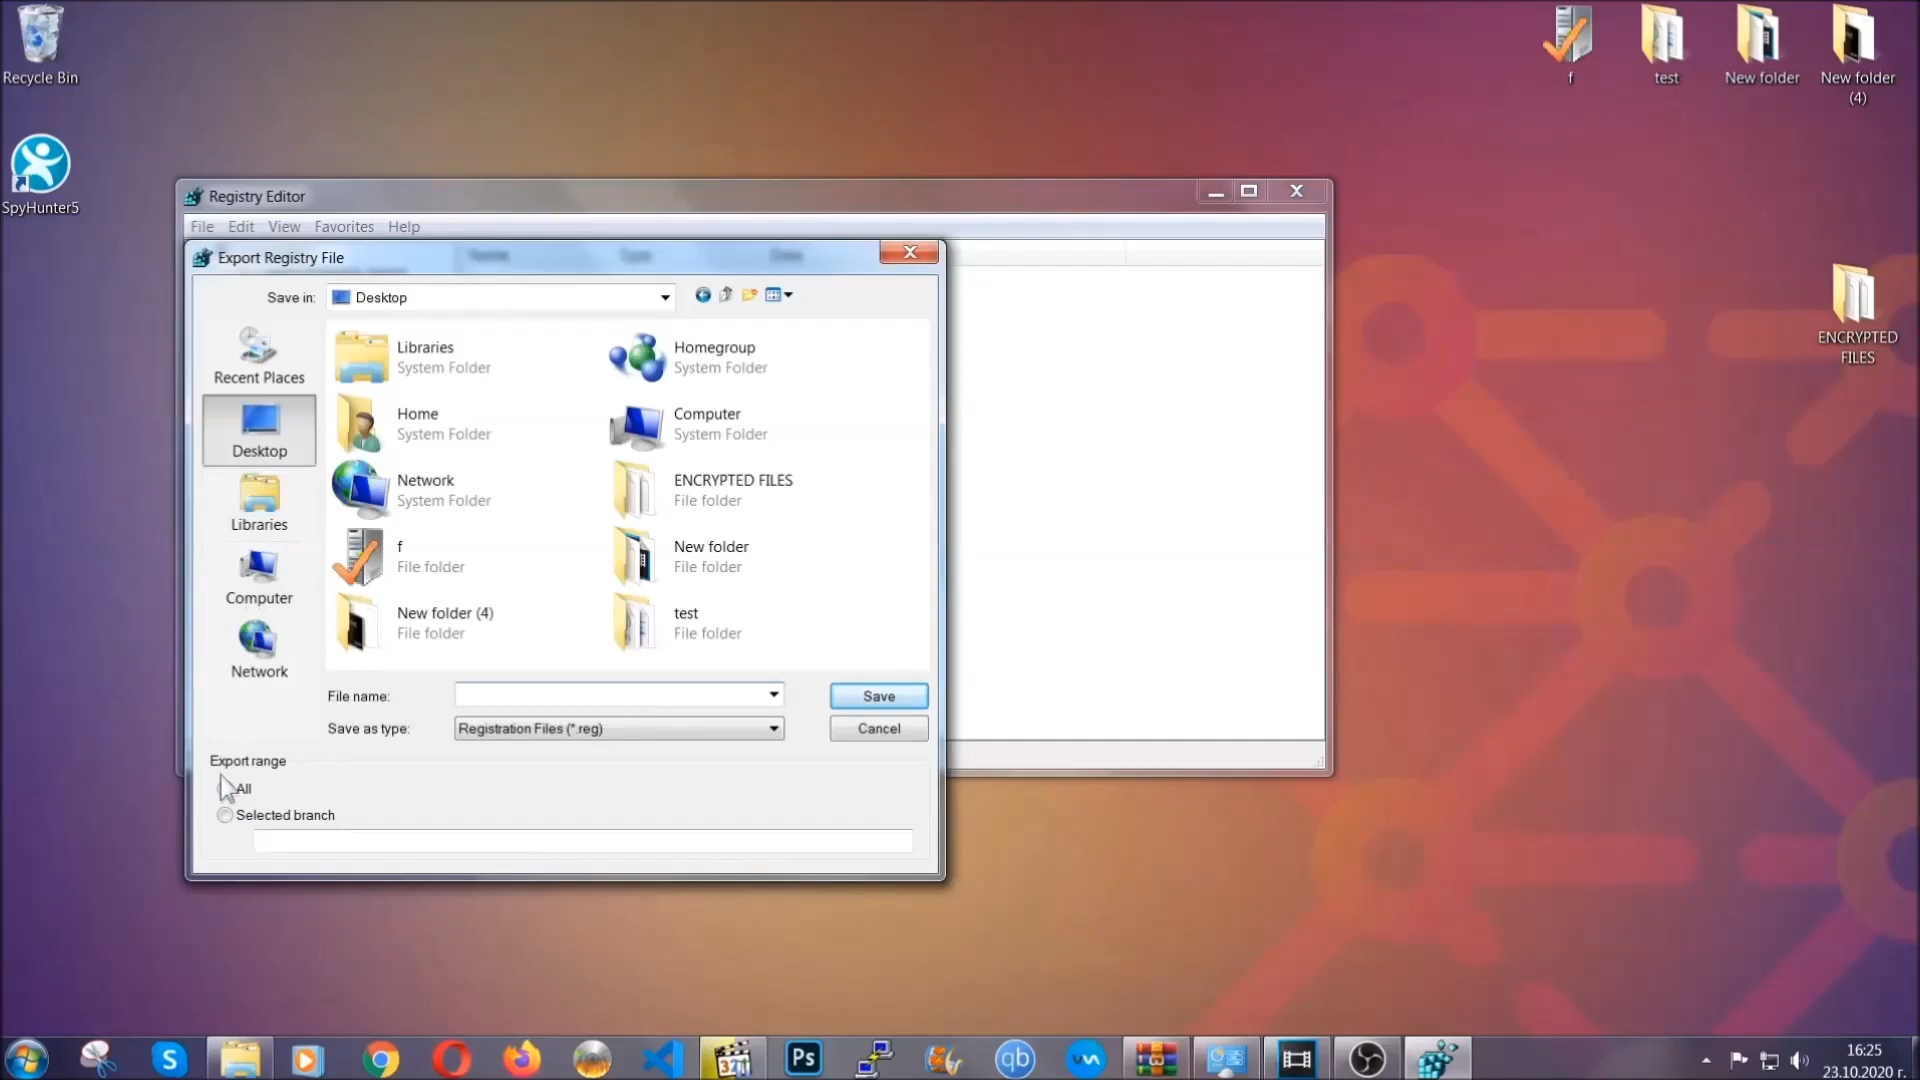 Recycle Bin
SpyHunter5
f
test
New folder
New folder
(4)
ENCRYPTED
FILES
Registry Editor
File Edit View Favorites Help
Export Registry File
Save in:
Desktop
Recent Places
Desktop
Libraries
Computer
Network
Libraries
System Folder
Homegroup
System Folder
Home
System Folder
Computer
System Folder
Network
System Folder
ENCRYPTED FILES
File folder
f
File folder
New folder
File folder
New folder (4)
File folder
test
File folder
File name:
Save
Save as type:
Registration Files (*.reg)
Cancel
Export range
All
Selected branch
S
321
Ps
qb
16:25
23.10.2020 г.